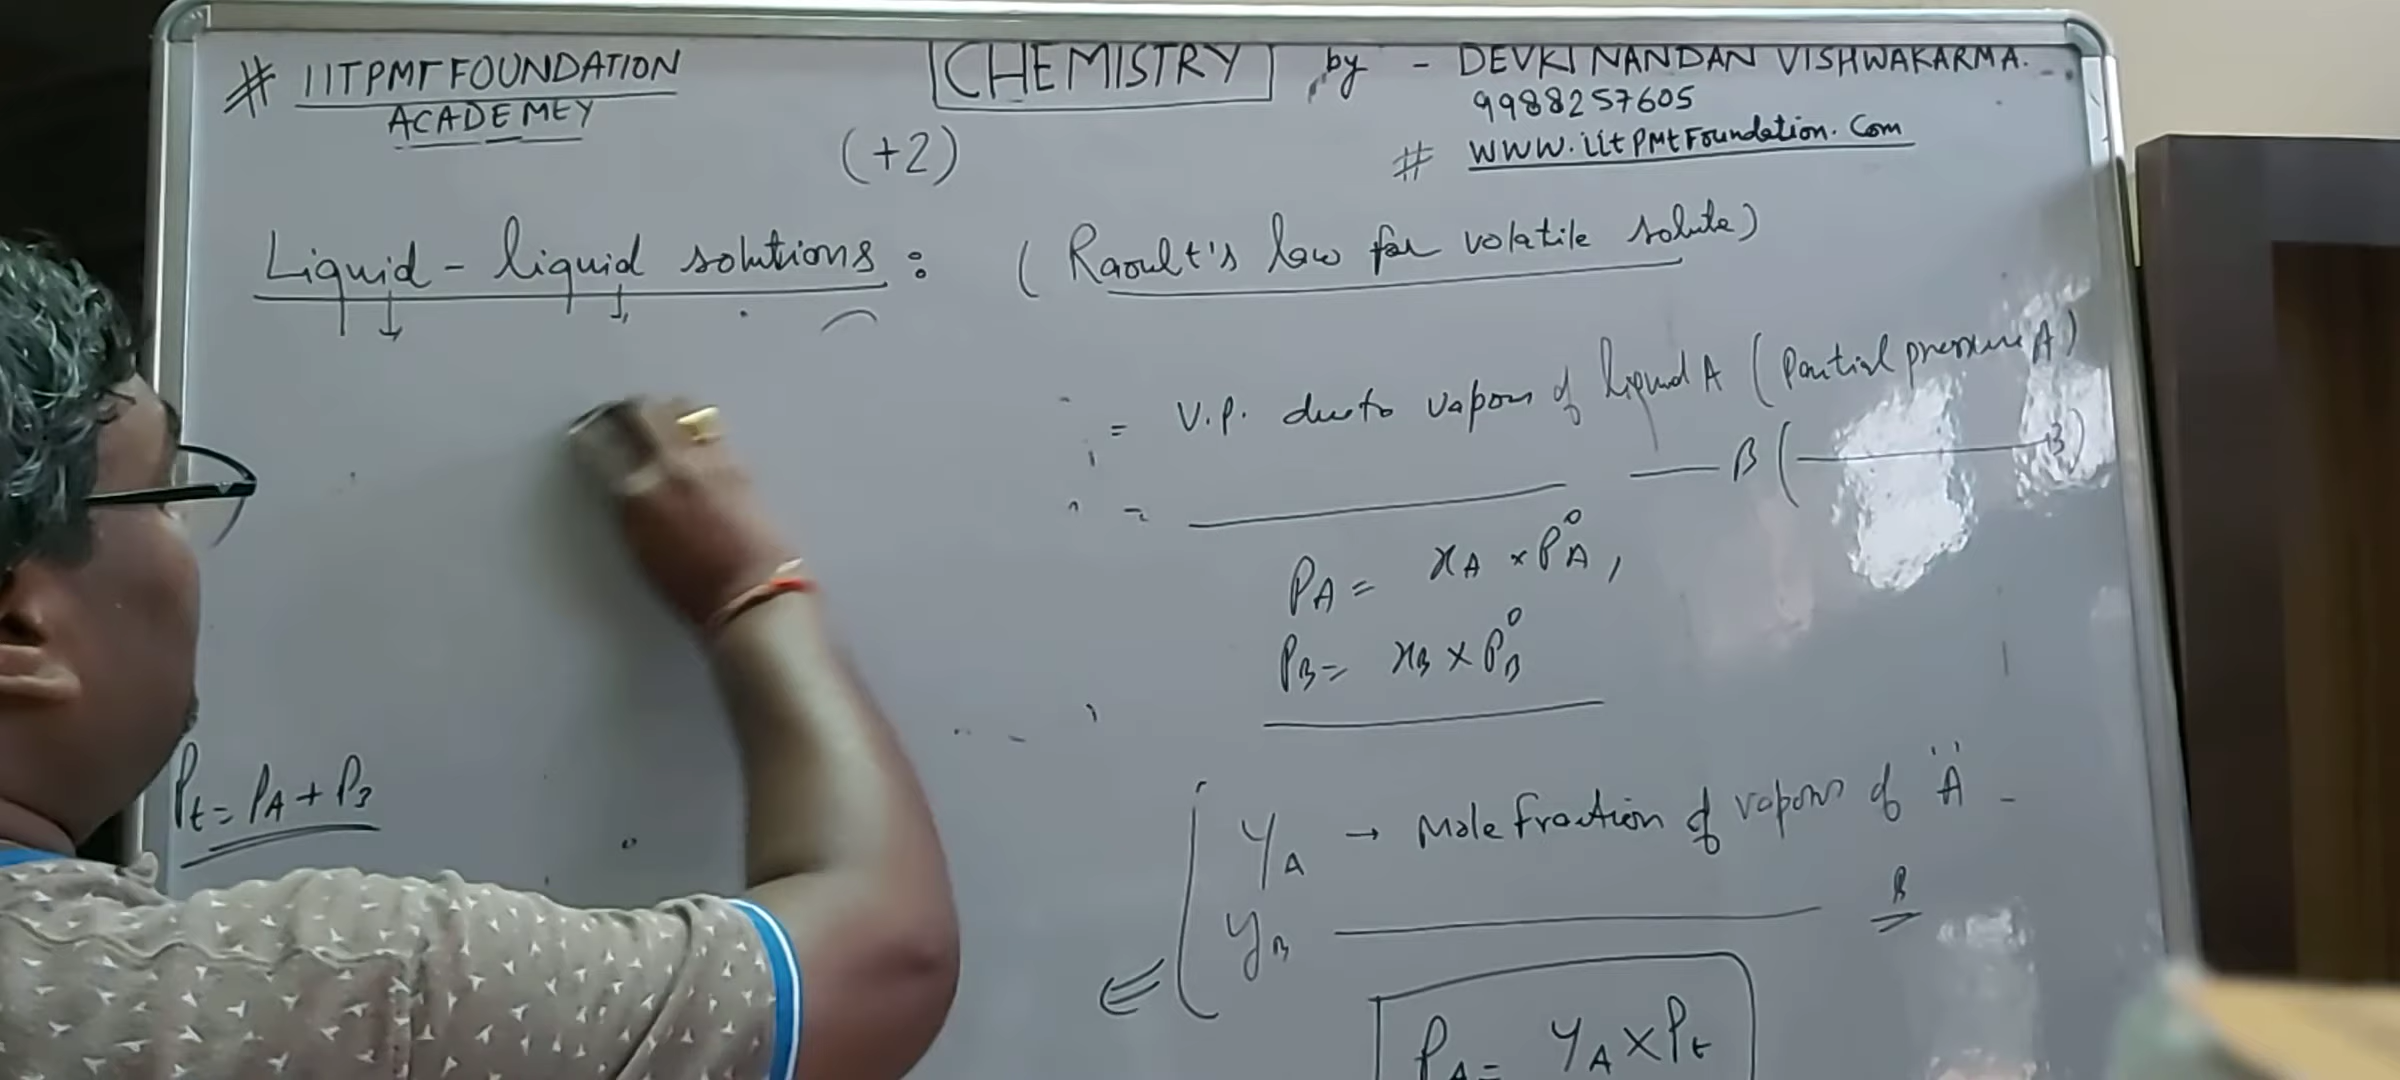 # IITPMT FOUNDATION
ACADEMEY
CHEMISTRY by - DEVKI NANDAN VISHWAKARMA.
9988257605
# WWW.iitPMtFoundation.Com
(+2)
Liquid - liquid solutions : (Raoult's law for volatile solute)
= V.P. due to vapour of liquid A (Partial pressure A)
= ——— —— B (——— B)
PA = xA × P°A ,
PB = xB × P°B
Pt = PA + PB
yA → Mole fraction of vapour of "A"
yB ——— B
PA = yA × Pt